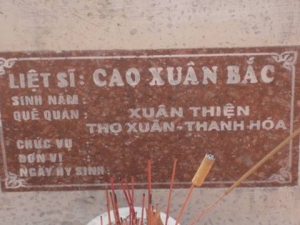 LIỆT SĨ: CAO XUÂN BẮC
SINH NĂM :
QUÊ QUÁN : XUÂN THIỆN
THỌ XUÂN - THANH HÓA
CHỨC VỤ :
ĐƠN VỊ :
NGÀY HY SINH: